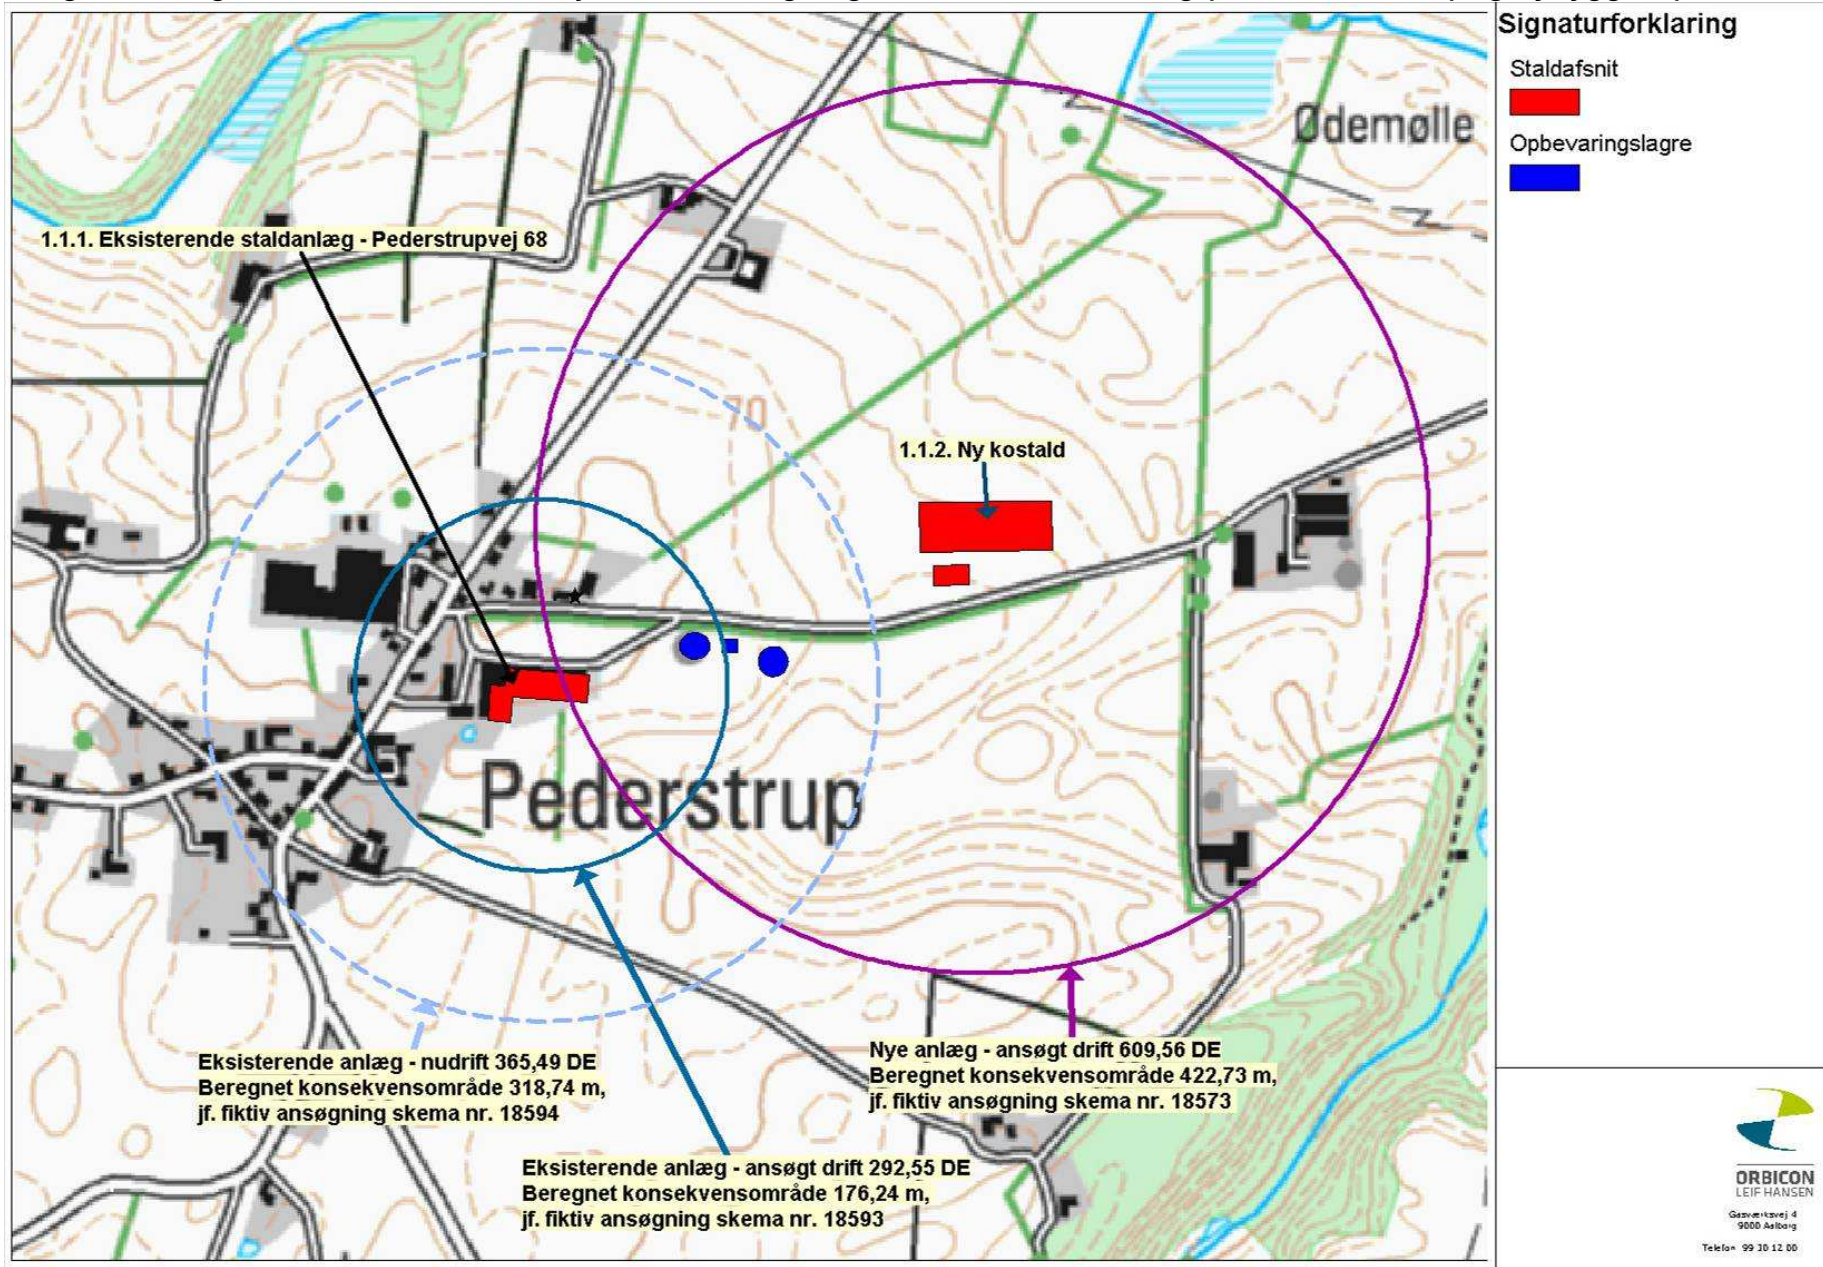 Signaturforklaring
Staldafsnit
Opbevaringslagre
Ødemølle
1.1.1. Eksisterende staldanlæg - Pederstrupvej 68
1.1.2. Ny kostald
Pederstrup
Eksisterende anlæg - nudrift 365,49 DE
Beregnet konsekvensområde 318,74 m,
jf. fiktiv ansøgning skema nr. 18594
Nye anlæg - ansøgt drift 609,56 DE
Beregnet konsekvensområde 422,73 m,
jf. fiktiv ansøgning skema nr. 18573
Eksisterende anlæg - ansøgt drift 292,55 DE
Beregnet konsekvensområde 176,24 m,
jf. fiktiv ansøgning skema nr. 18593
ORBICON
LEIF HANSEN
Gasværksvej 4
9000 Aalborg
Telefon 99 30 12 00